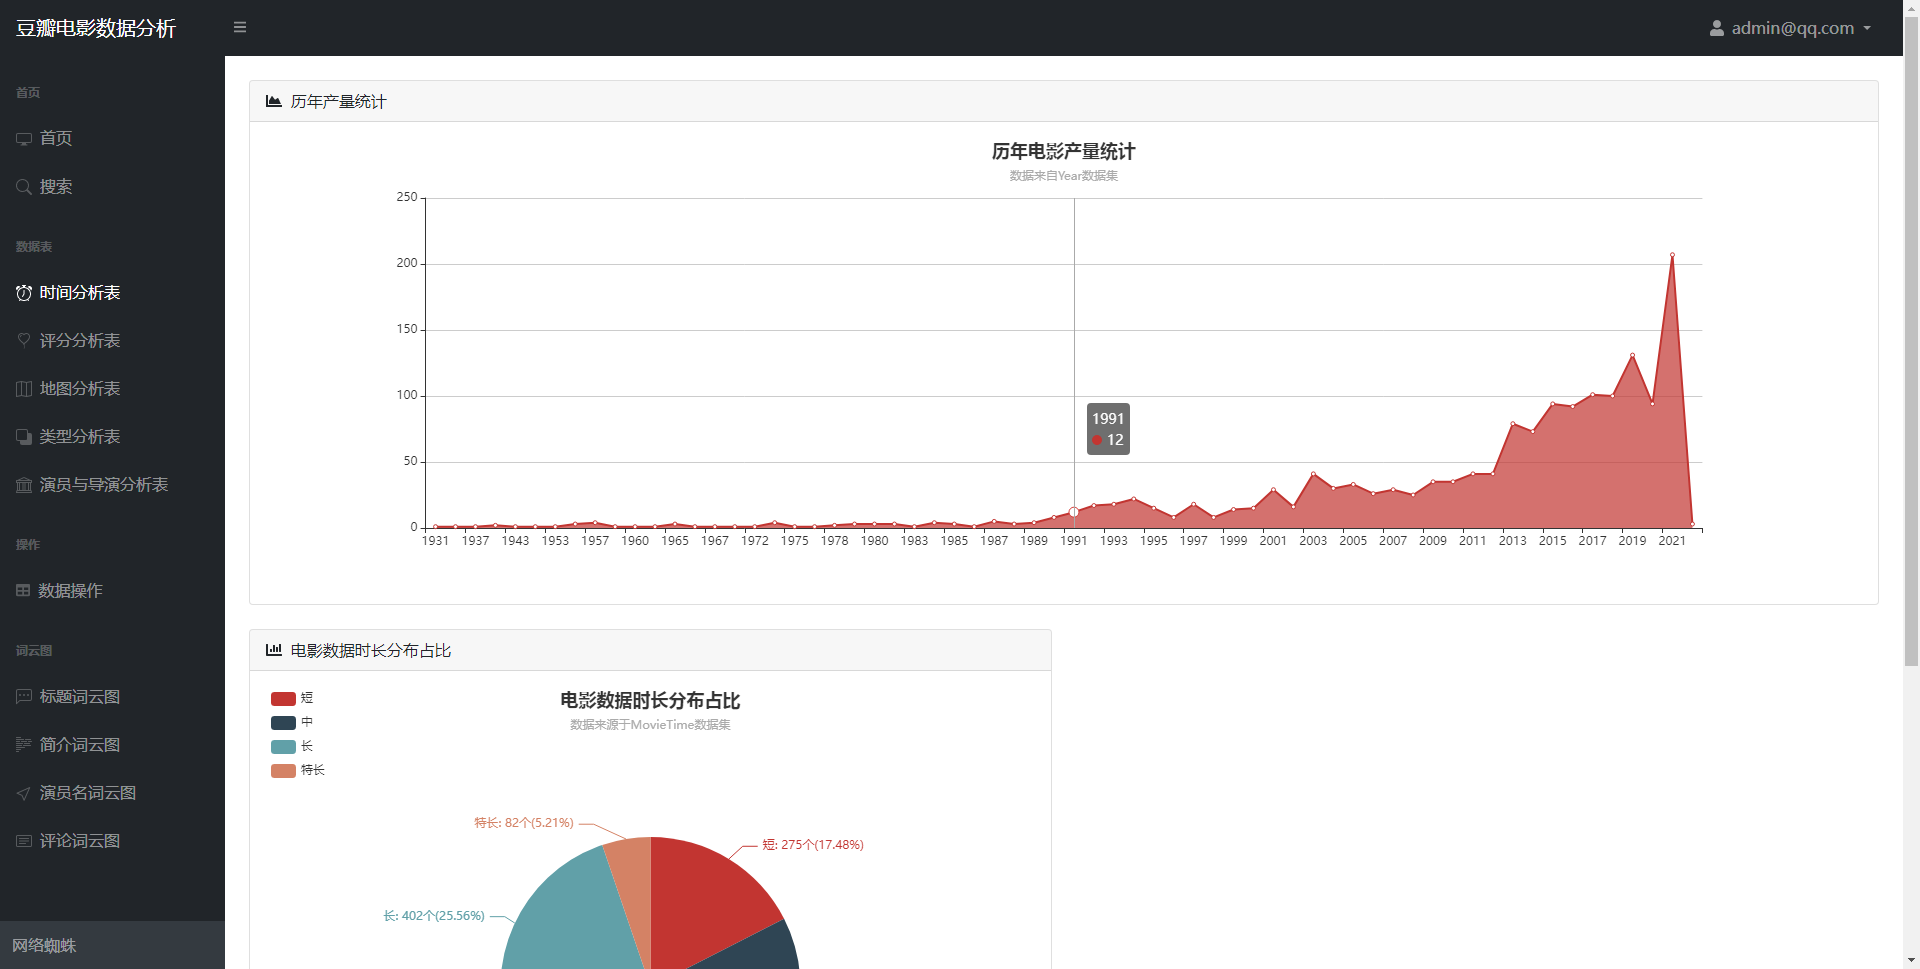 豆瓣电影数据分析
admin@qq.com
首页
首页
搜索
数据表
时间分析表
评分分析表
地图分析表
类型分析表
演员与导演分析表
操作
数据操作
词云图
标题词云图
简介词云图
演员名词云图
评论词云图
网络蜘蛛
历年产量统计
历年电影产量统计
数据来自Year数据集
250
200
150
100
50
0
1991
12
1931 1937 1943 1953 1957 1960 1965 1967 1972 1975 1978 1980 1983 1985 1987 1989 1991 1993 1995 1997 1999 2001 2003 2005 2007 2009 2011 2013 2015 2017 2019 2021
电影数据时长分布占比
短
中
长
特长
电影数据时长分布占比
数据来源于MovieTime数据集
特长: 82个(5.21%)
短: 275个(17.48%)
长: 402个(25.56%)